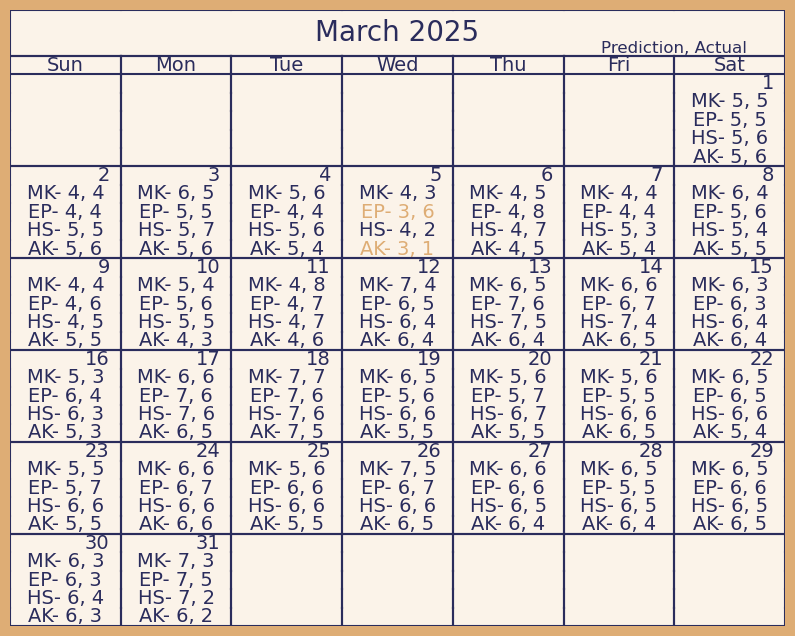 March 2025
Prediction, Actual
Sun Mon Tue Wed Thu Fri Sat
1
MK- 5, 5
EP- 5, 5
HS- 5, 6
AK- 5, 6
2 3 4 5 6 7 8
MK- 4, 4 MK- 6, 5 MK- 5, 6 MK- 4, 3 MK- 4, 5 MK- 4, 4 MK- 6, 4
EP- 4, 4 EP- 5, 5 EP- 4, 4 EP- 3, 6 EP- 4, 8 EP- 4, 4 EP- 5, 6
HS- 5, 5 HS- 5, 7 HS- 5, 6 HS- 4, 2 HS- 4, 7 HS- 5, 3 HS- 5, 4
AK- 5, 6 AK- 5, 6 AK- 5, 4 AK- 3, 1 AK- 4, 5 AK- 5, 4 AK- 5, 5
9 10 11 12 13 14 15
MK- 4, 4 MK- 5, 4 MK- 4, 8 MK- 7, 4 MK- 6, 5 MK- 6, 6 MK- 6, 3
EP- 4, 6 EP- 5, 6 EP- 4, 7 EP- 6, 5 EP- 7, 6 EP- 6, 7 EP- 6, 3
HS- 4, 5 HS- 5, 5 HS- 4, 7 HS- 6, 4 HS- 7, 5 HS- 7, 4 HS- 6, 4
AK- 5, 5 AK- 4, 3 AK- 4, 6 AK- 6, 4 AK- 6, 4 AK- 6, 5 AK- 6, 4
16 17 18 19 20 21 22
MK- 5, 3 MK- 6, 6 MK- 7, 7 MK- 6, 5 MK- 5, 6 MK- 5, 6 MK- 6, 5
EP- 6, 4 EP- 7, 6 EP- 7, 6 EP- 5, 6 EP- 5, 7 EP- 5, 5 EP- 6, 5
HS- 6, 3 HS- 7, 6 HS- 7, 6 HS- 6, 6 HS- 6, 7 HS- 6, 6 HS- 6, 6
AK- 5, 3 AK- 6, 5 AK- 7, 5 AK- 5, 5 AK- 5, 5 AK- 6, 5 AK- 5, 4
23 24 25 26 27 28 29
MK- 5, 5 MK- 6, 6 MK- 5, 6 MK- 7, 5 MK- 6, 6 MK- 6, 5 MK- 6, 5
EP- 5, 7 EP- 6, 7 EP- 6, 6 EP- 6, 7 EP- 6, 6 EP- 5, 5 EP- 6, 6
HS- 6, 6 HS- 6, 6 HS- 6, 6 HS- 6, 6 HS- 6, 5 HS- 6, 5 HS- 6, 5
AK- 5, 5 AK- 6, 6 AK- 5, 5 AK- 6, 5 AK- 6, 4 AK- 6, 4 AK- 6, 5
30 31
MK- 6, 3 MK- 7, 3
EP- 6, 3 EP- 7, 5
HS- 6, 4 HS- 7, 2
AK- 6, 3 AK- 6, 2